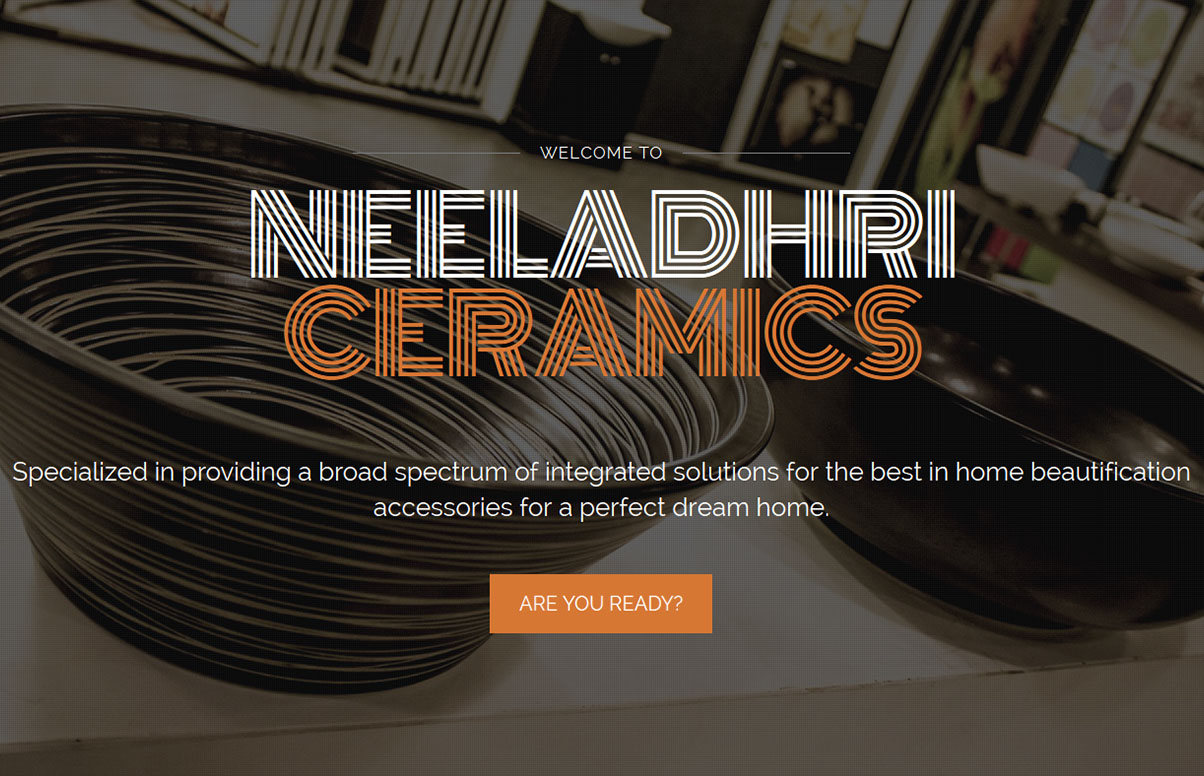 WELCOME TO
NEELADHRI
CERAMICS
Specialized in providing a broad spectrum of integrated solutions for the best in home beautification
accessories for a perfect dream home.
ARE YOU READY?